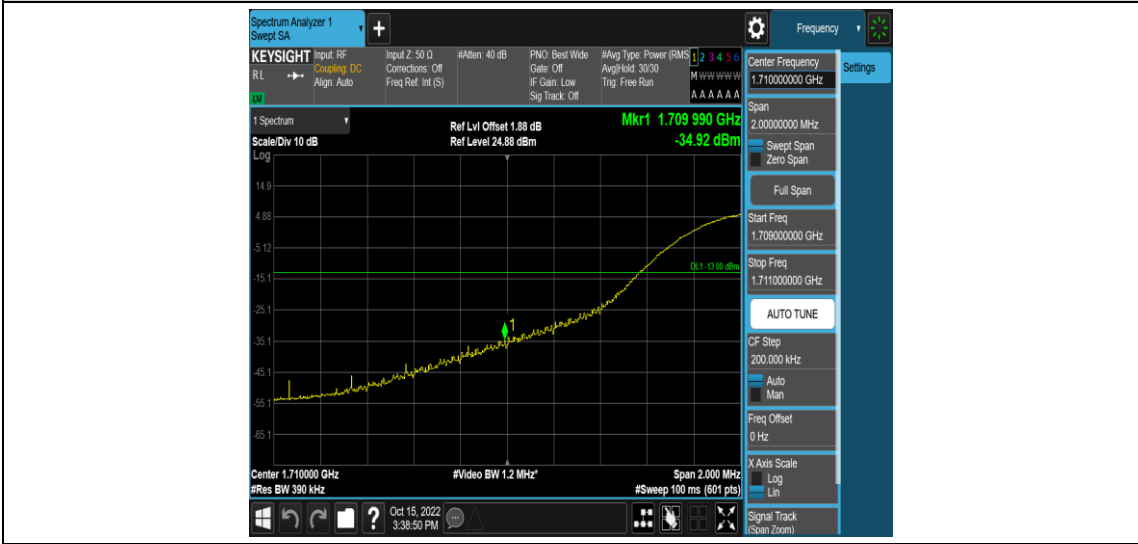 Spectrum Analyzer 1
Swept SA
+
Frequency
KEYSIGHT
RL
Input: RF
Coupling: DC
Align: Auto
Input Z: 50 Ω
Corrections: Off
Freq Ref: Int (S)
#Atten: 40 dB
PNO: Best Wide
Gate: Off
IF Gain: Low
Sig Track: Off
#Avg Type: Power (RMS
Avg|Hold: 30/30
Trig: Free Run
1 2 3 4 5 6
M W W W W W
A A A A A A
1 Spectrum
Scale/Div 10 dB
Log
Ref Lvl Offset 1.88 dB
Ref Level 24.88 dBm
Mkr1 1.709 990 GHz
-34.92 dBm
14.9
4.88
-5.12
DL1 -13.00 dBm
-15.1
-25.1
1
-35.1
-45.1
-55.1
-65.1
Center 1.710000 GHz
#Video BW 1.2 MHz*
Span 2.000 MHz
#Res BW 390 kHz
#Sweep 100 ms (601 pts)
?
Oct 15, 2022
3:38:50 PM
Center Frequency
1.710000000 GHz
Settings
Span
2.00000000 MHz
Swept Span
Zero Span
Full Span
Start Freq
1.709000000 GHz
Stop Freq
1.711000000 GHz
AUTO TUNE
CF Step
200.000 kHz
Auto
Man
Freq Offset
0 Hz
X Axis Scale
Log
Lin
Signal Track
(Span Zoom)